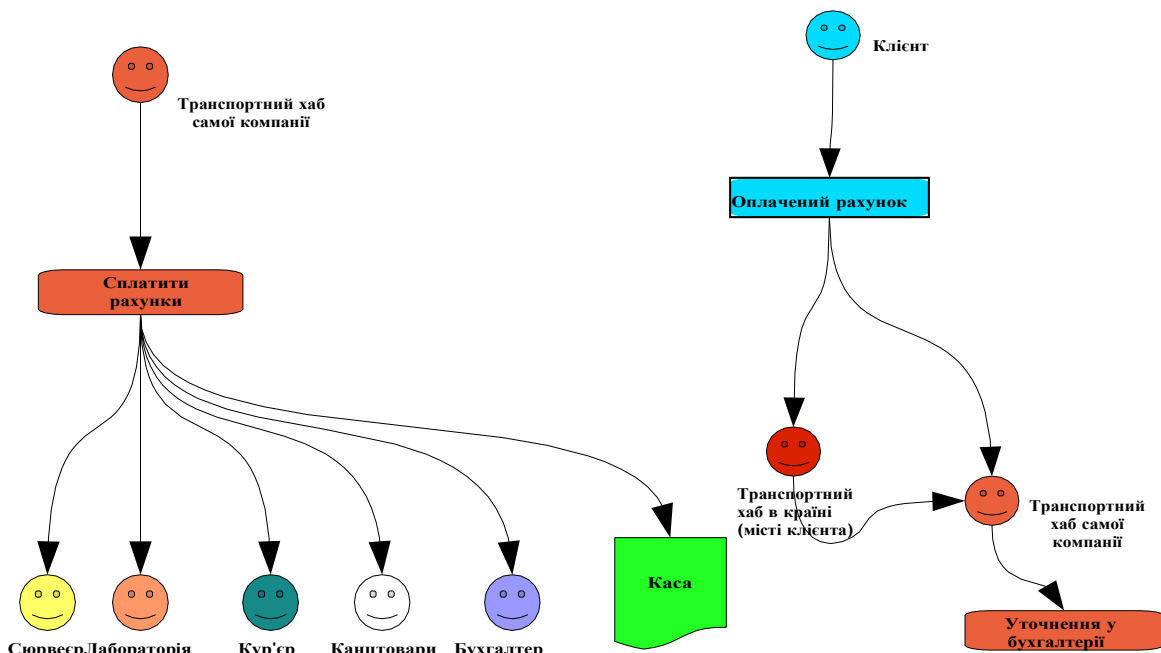 Транспортний хаб
самої компанії
Сплатити
рахунки
Сюрвеєр
Лабораторія
Кур'єр
Канцтовари
Бухгалтер
Каса
Клієнт
Оплачений рахунок
Транспортний
хаб в країні
(місті клієнта)
Транспортний
хаб самої
компанії
Уточнення у
бухгалтерії